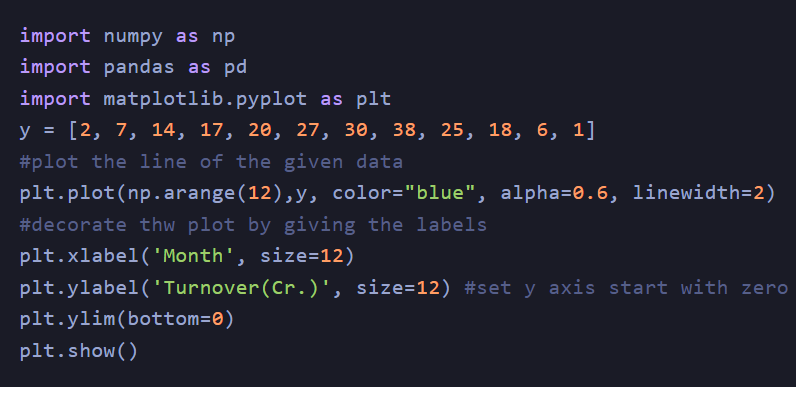 import numpy as np
import pandas as pd
import matplotlib.pyplot as plt
y = [2, 7, 14, 17, 20, 27, 30, 38, 25, 18, 6, 1]
#plot the line of the given data
plt.plot(np.arange(12),y, color="blue", alpha=0.6, linewidth=2)
#decorate thw plot by giving the labels
plt.xlabel('Month', size=12)
plt.ylabel('Turnover(Cr.)', size=12) #set y axis start with zero
plt.ylim(bottom=0)
plt.show()